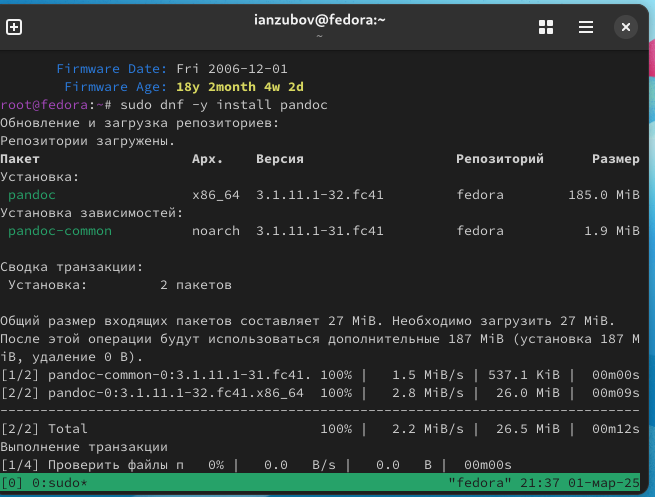 ianzubov@fedora:~
~
Firmware Date: Fri 2006-12-01
Firmware Age: 18y 2month 4w 2d
root@fedora:~# sudo dnf -y install pandoc
Обновление и загрузка репозиториев:
Репозитории загружены.
Пакет Арх. Версия Репозиторий Размер
Установка:
pandoc x86_64 3.1.11.1-32.fc41 fedora 185.0 MiB
Установка зависимостей:
pandoc-common noarch 3.1.11.1-31.fc41 fedora 1.9 MiB
Сводка транзакции:
Установка: 2 пакетов
Общий размер входящих пакетов составляет 27 MiB. Необходимо загрузить 27 MiB.
После этой операции будут использоваться дополнительные 187 MiB (установка 187 M
iB, удаление 0 B).
[1/2] pandoc-common-0:3.1.11.1-31.fc41. 100% | 1.5 MiB/s | 537.1 KiB | 00m00s
[2/2] pandoc-0:3.1.11.1-32.fc41.x86_64 100% | 2.8 MiB/s | 26.0 MiB | 00m09s
--------------------------------------------------------------------------------
[2/2] Total 100% | 2.2 MiB/s | 26.5 MiB | 00m12s
Выполнение транзакции
[1/4] Проверить файлы п 0% | 0.0 B/s | 0.0 B | 00m00s
[0] 0:sudo* "fedora" 21:37 01-мар-25